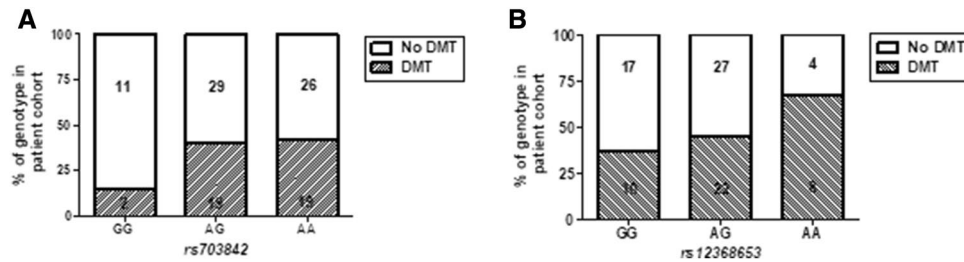 A
B
% of genotype in
patient cohort
100
75
50
25
0
11
29
26
2
19
GG
AG
AA
rs703842
No DMT
DMT
% of genotype in
patient cohort
100
75
50
25
0
17
27
4
10
22
8
GG
AG
AA
rs12368653
No DMT
DMT